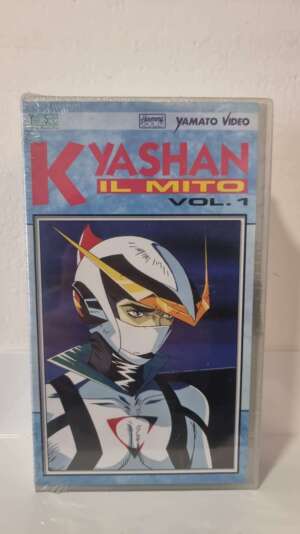 YAMATO VIDEO
KYASHAN
IL MITO
VOL. 1